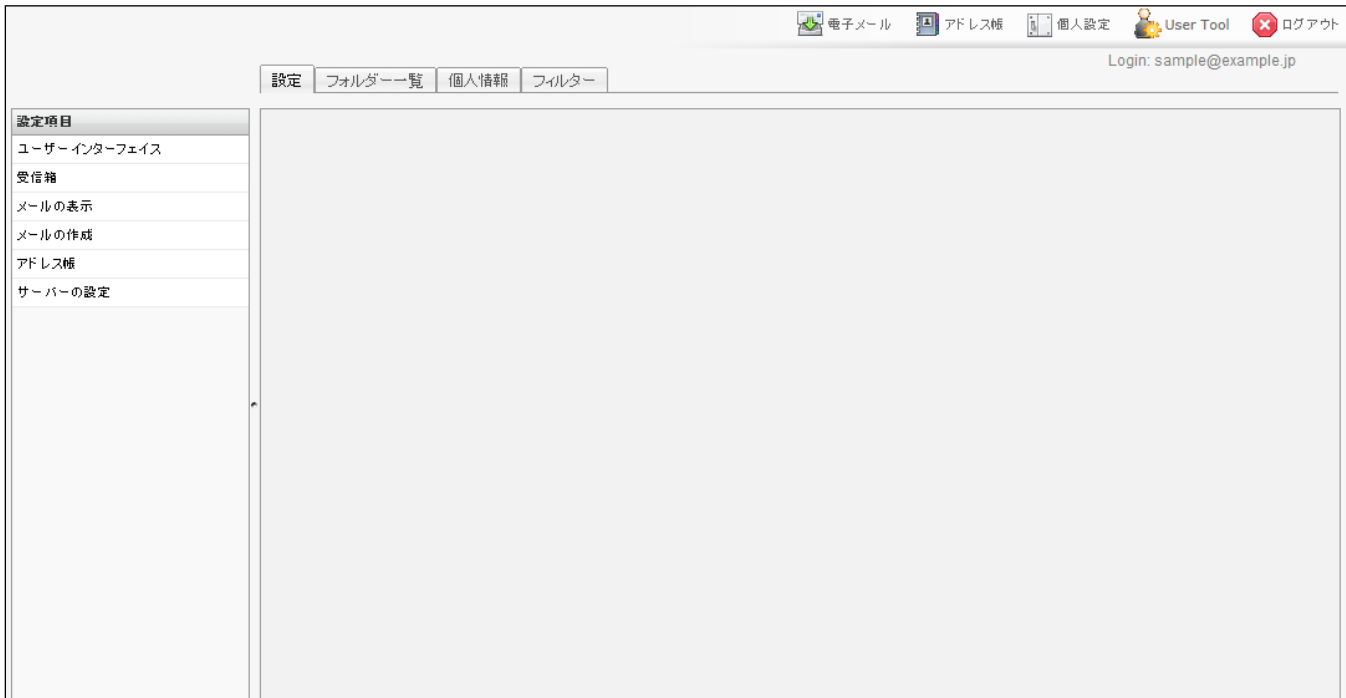 電子メール アドレス帳 個人設定 User Tool ログアウト
Login: sample@example.jp
設定 フォルダー一覧 個人情報 フィルター
設定項目
ユーザーインターフェイス
受信箱
メールの表示
メールの作成
アドレス帳
サーバーの設定